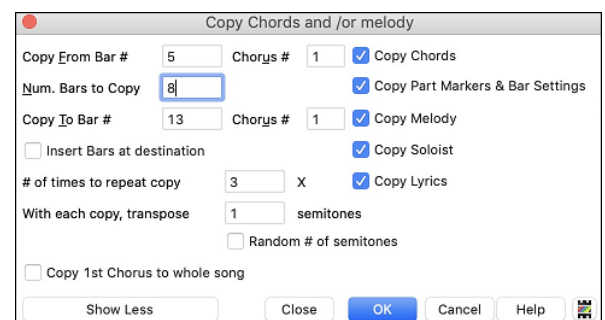 Copy Chords and /or melody
Copy From Bar # 5 Chorus # 1 Copy Chords
Num. Bars to Copy 8 Copy Part Markers & Bar Settings
Copy To Bar # 13 Chorus # 1 Copy Melody
Insert Bars at destination Copy Soloist
# of times to repeat copy 3 X Copy Lyrics
With each copy, transpose 1 semitones
Random # of semitones
Copy 1st Chorus to whole song
Show Less Close OK Cancel Help